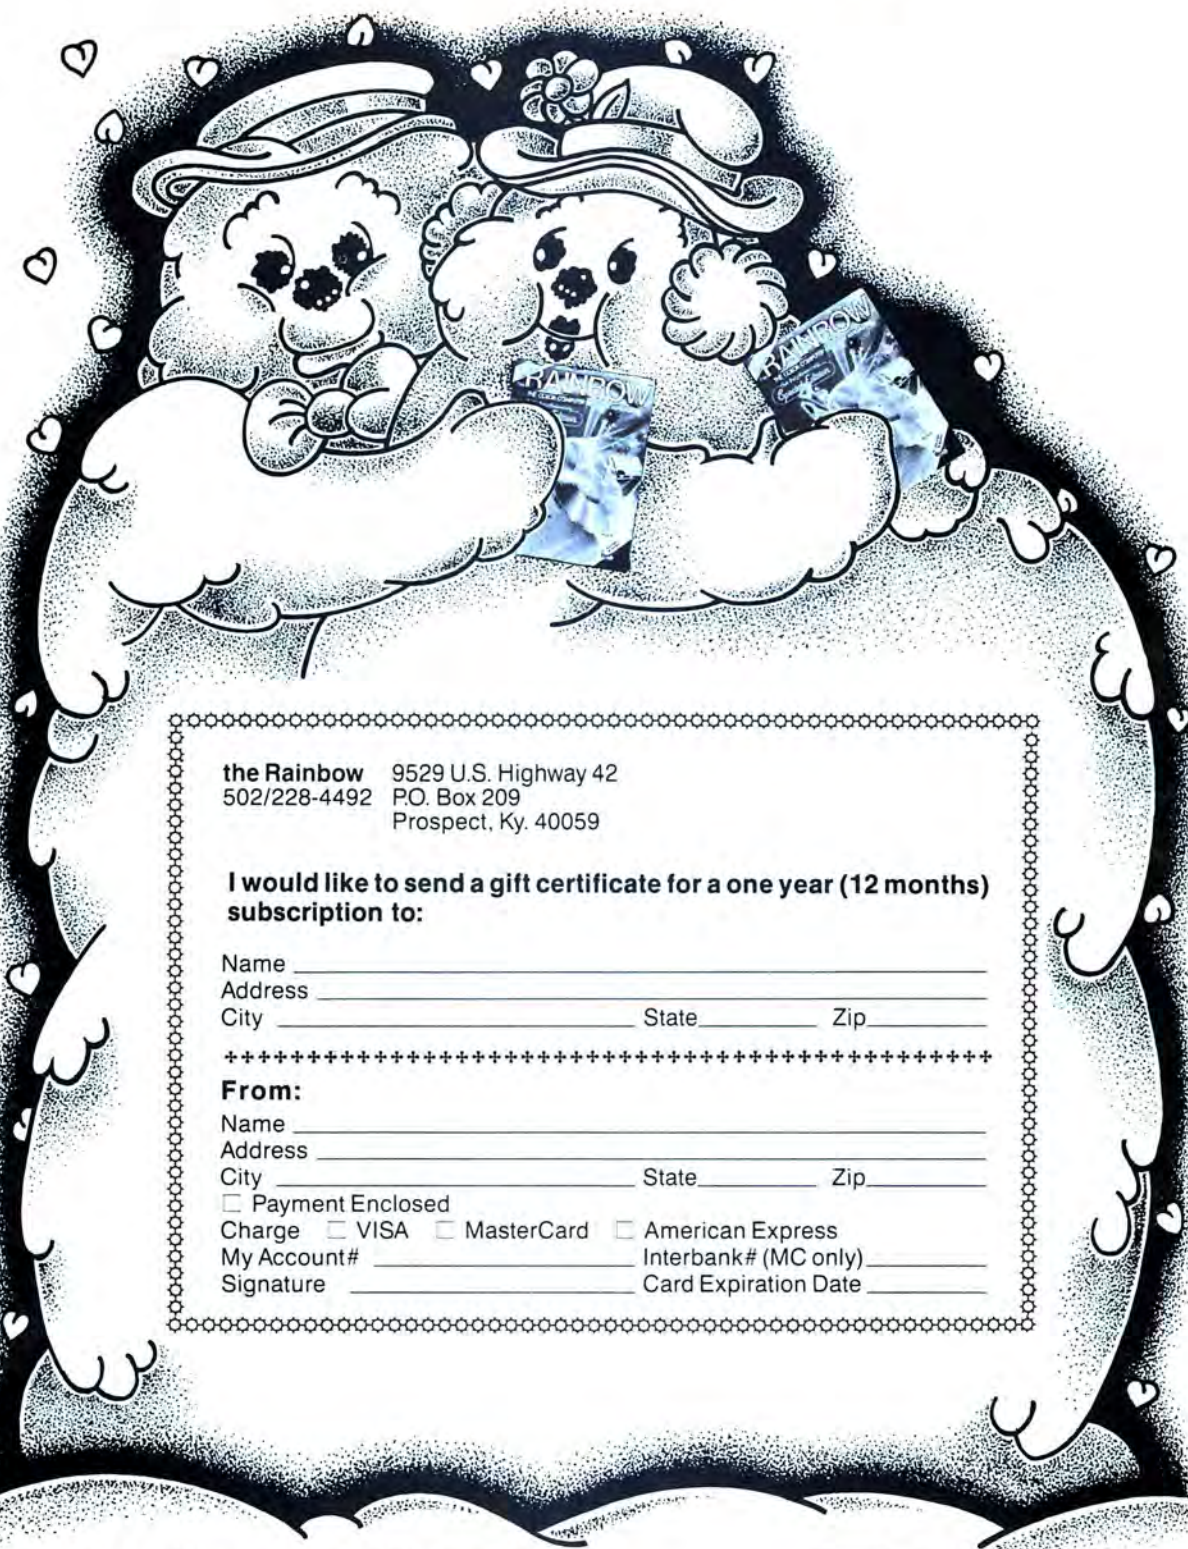 RAINBOW
RAINBOW
the Rainbow 9529 U.S. Highway 42
502/228-4492 P.O. Box 209
Prospect, Ky. 40059
I would like to send a gift certificate for a one year (12 months)
subscription to:
Name
Address
City State Zip
From:
Name
Address
City State Zip
Payment Enclosed
Charge VISA MasterCard American Express
My Account# Interbank# (MC only)
Signature Card Expiration Date